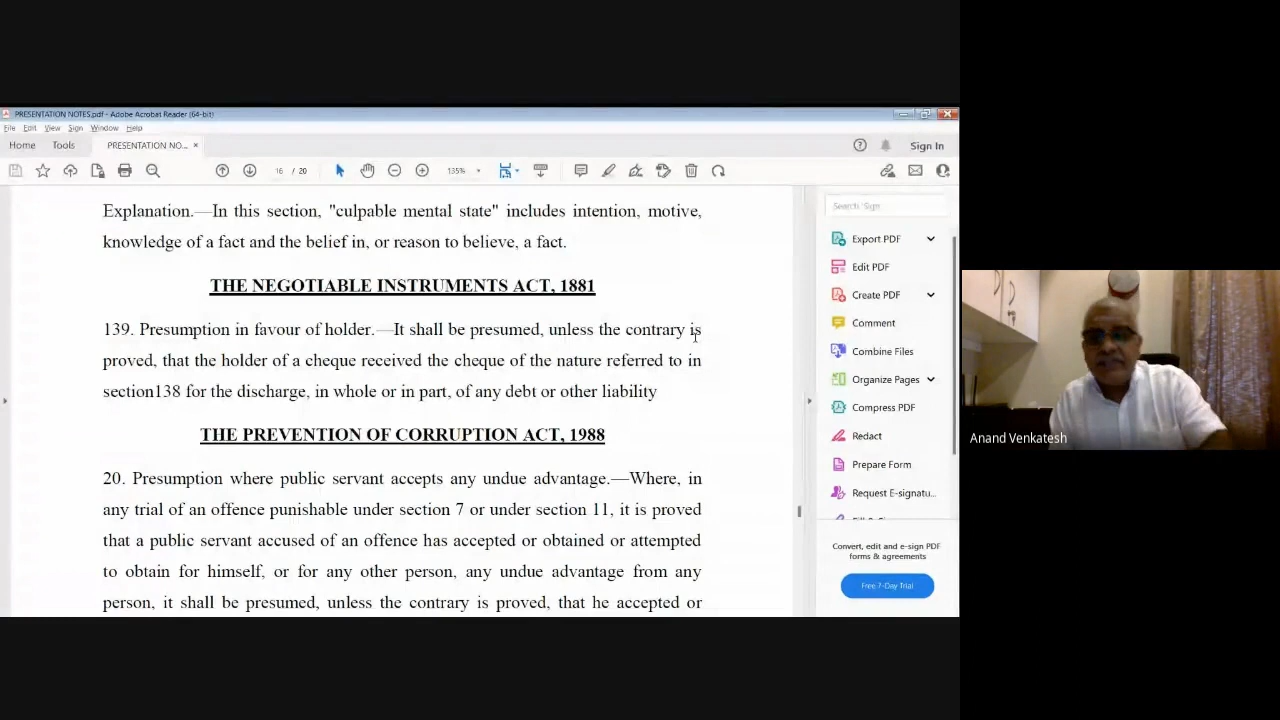 PRESENTATION NOTES.pdf - Adobe Acrobat Reader (64-bit)
File Edit View Sign Window Help
Home Tools PRESENTATION NO... × Sign In
16 / 20 135%
Explanation.—In this section, "culpable mental state" includes intention, motive,
knowledge of a fact and the belief in, or reason to believe, a fact.
THE NEGOTIABLE INSTRUMENTS ACT, 1881
139. Presumption in favour of holder.—It shall be presumed, unless the contrary is
proved, that the holder of a cheque received the cheque of the nature referred to in
section138 for the discharge, in whole or in part, of any debt or other liability
THE PREVENTION OF CORRUPTION ACT, 1988
20. Presumption where public servant accepts any undue advantage.—Where, in
any trial of an offence punishable under section 7 or under section 11, it is proved
that a public servant accused of an offence has accepted or obtained or attempted
to obtain for himself, or for any other person, any undue advantage from any
person, it shall be presumed, unless the contrary is proved, that he accepted or
Search 'Sign'
Export PDF
Edit PDF
Create PDF
Comment
Combine Files
Organize Pages
Compress PDF
Redact
Prepare Form
Request E-signatu...
Convert, edit and e-sign PDF
forms & agreements
Free 7-Day Trial
Anand Venkatesh